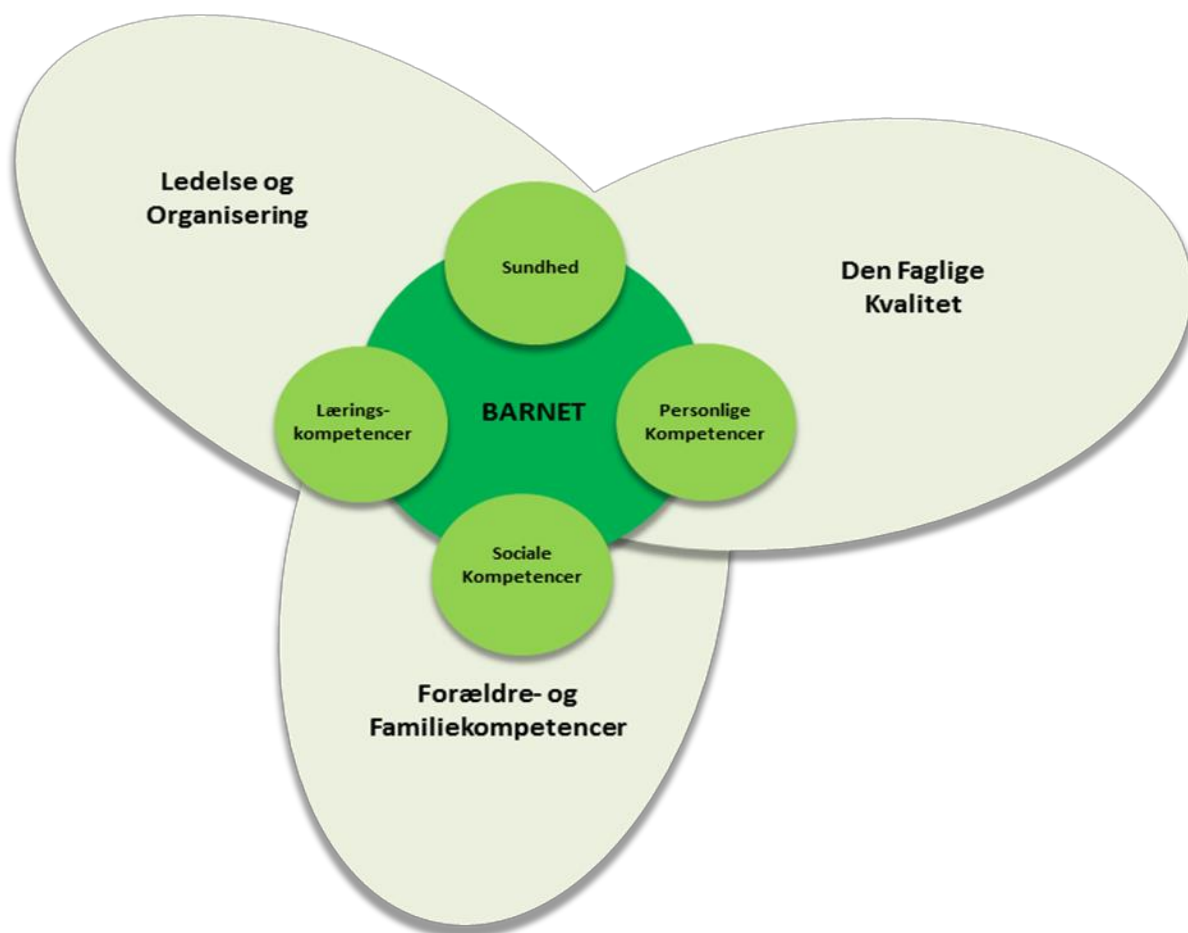 Ledelse og
Organisering
Sundhed
Den Faglige
Kvalitet
Lærings-
kompetencer
BARNET
Personlige
Kompetencer
Sociale
Kompetencer
Forældre- og
Familiekompetencer